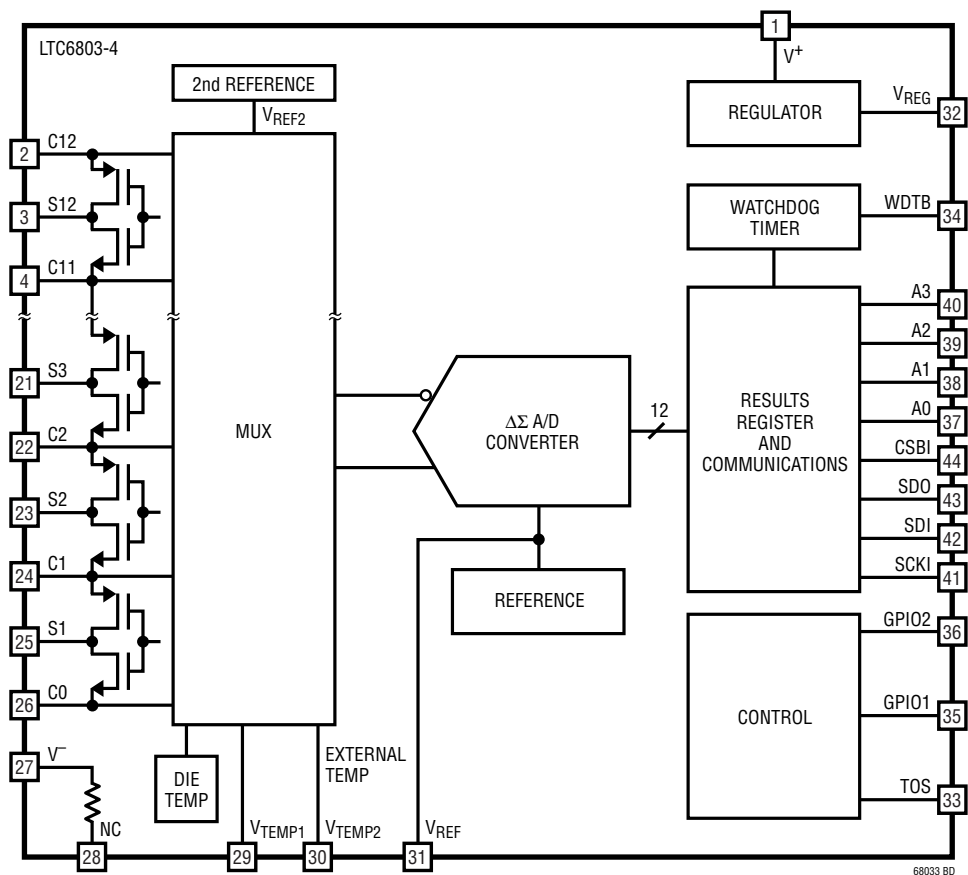 LTC6803-4
1
V+
2nd REFERENCE
VREF2
REGULATOR
VREG
32
2
C12
3
S12
4
C11
WATCHDOG
TIMER
WDTB
34
21
S3
22
C2
23
S2
24
C1
25
S1
26
C0
27
V–
NC
28
MUX
ΔΣ A/D
CONVERTER
12
REFERENCE
RESULTS
REGISTER
AND
COMMUNICATIONS
A3
40
A2
39
A1
38
A0
37
CSBI
44
SDO
43
SDI
42
SCKI
41
CONTROL
GPIO2
36
GPIO1
35
TOS
33
DIE
TEMP
EXTERNAL
TEMP
VTEMP1
29
VTEMP2
30
VREF
31
68033 BD